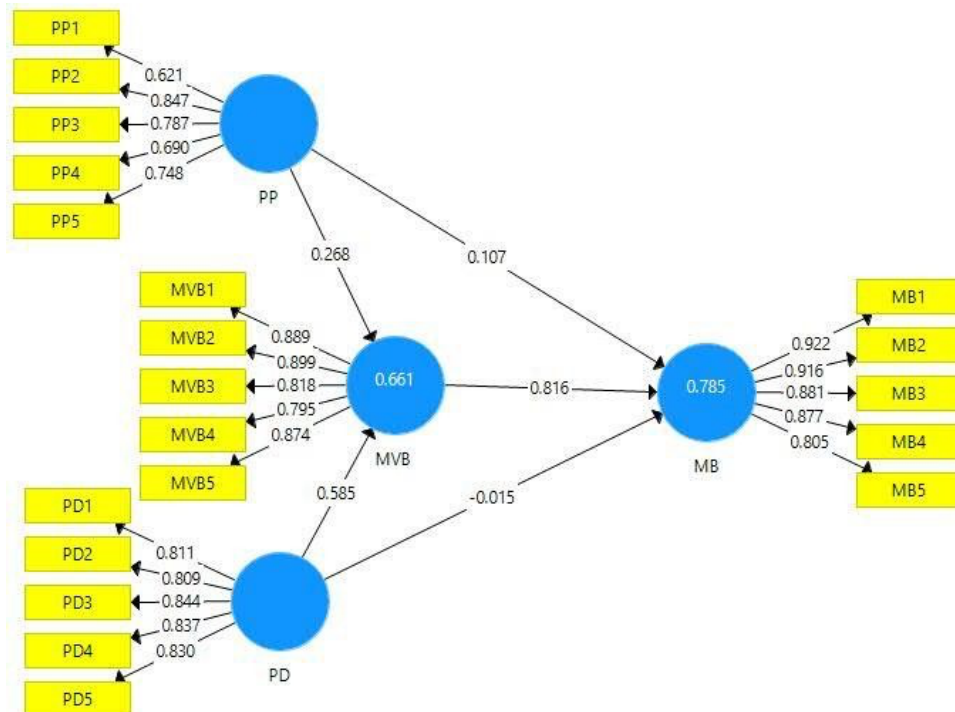 PP1
PP2
PP3
PP4
PP5
0.621
0.847
0.787
0.690
0.748
PP
0.268
0.107
MVB1
MVB2
MVB3
MVB4
MVB5
0.889
0.899
0.818
0.795
0.874
0.661
MVB
0.816
0.785
MB
0.922
0.916
0.881
0.877
0.805
MB1
MB2
MB3
MB4
MB5
0.585
-0.015
PD1
PD2
PD3
PD4
PD5
0.811
0.809
0.844
0.837
0.830
PD